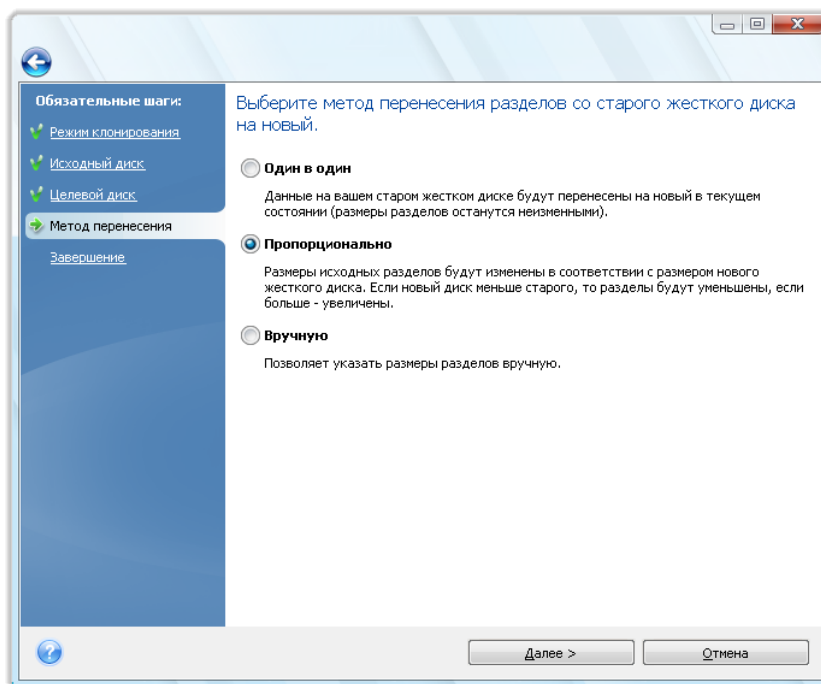 Обязательные шаги:
Режим клонирования
Исходный диск
Целевой диск
Метод перенесения
Завершение
Выберите метод перенесения разделов со старого жесткого диска
на новый.
Один в один
Данные на вашем старом жестком диске будут перенесены на новый в текущем
состоянии (размеры разделов останутся неизменными).
Пропорционально
Размеры исходных разделов будут изменены в соответствии с размером нового
жесткого диска. Если новый диск меньше старого, то разделы будут уменьшены, если
больше - увеличены.
Вручную
Позволяет указать размеры разделов вручную.
Далее >
Отмена